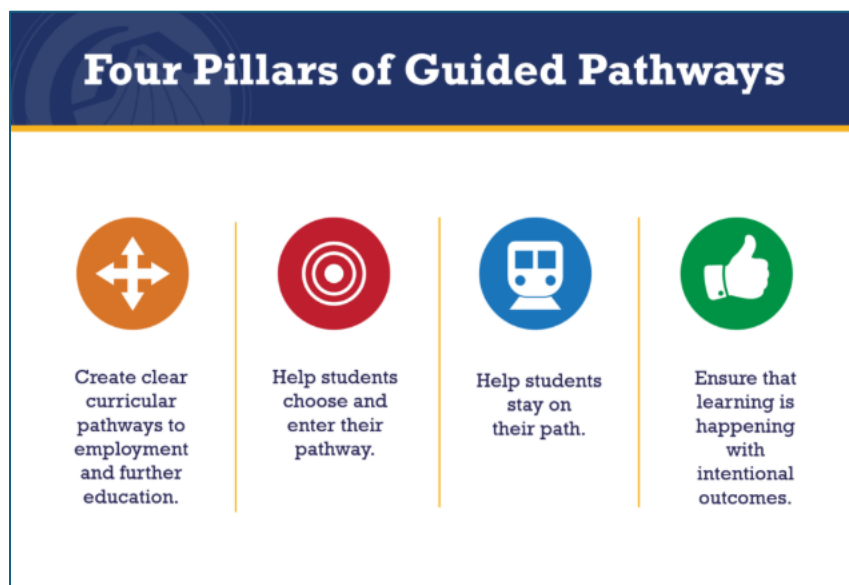 Four Pillars of Guided Pathways
Create clear
curricular
pathways to
employment
and further
education.
Help students
choose and
enter their
pathway.
Help students
stay on
their path.
Ensure that
learning is
happening
with
intentional
outcomes.